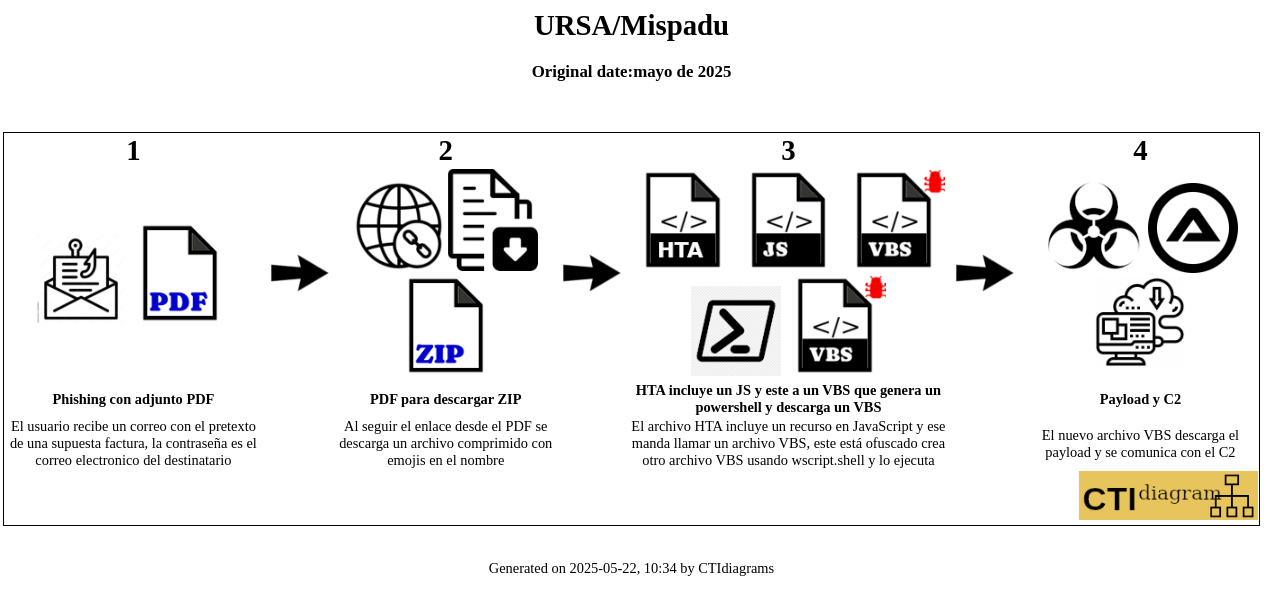 URSA/Mispadu
Original date:mayo de 2025
1
PDF
Phishing con adjunto PDF
El usuario recibe un correo con el pretexto
de una supuesta factura, la contraseña es el
correo electronico del destinatario
2
ZIP
PDF para descargar ZIP
Al seguir el enlace desde el PDF se
descarga un archivo comprimido con
emojis en el nombre
3
</> </> </>
HTA JS VBS
</>
VBS
HTA incluye un JS y este a un VBS que genera un
powershell y descarga un VBS
El archivo HTA incluye un recurso en JavaScript y ese
manda llamar un archivo VBS, este está ofuscado crea
otro archivo VBS usando wscript.shell y lo ejecuta
4
Payload y C2
El nuevo archivo VBS descarga el
payload y se comunica con el C2
CTI diagram
Generated on 2025-05-22, 10:34 by CTIdiagrams